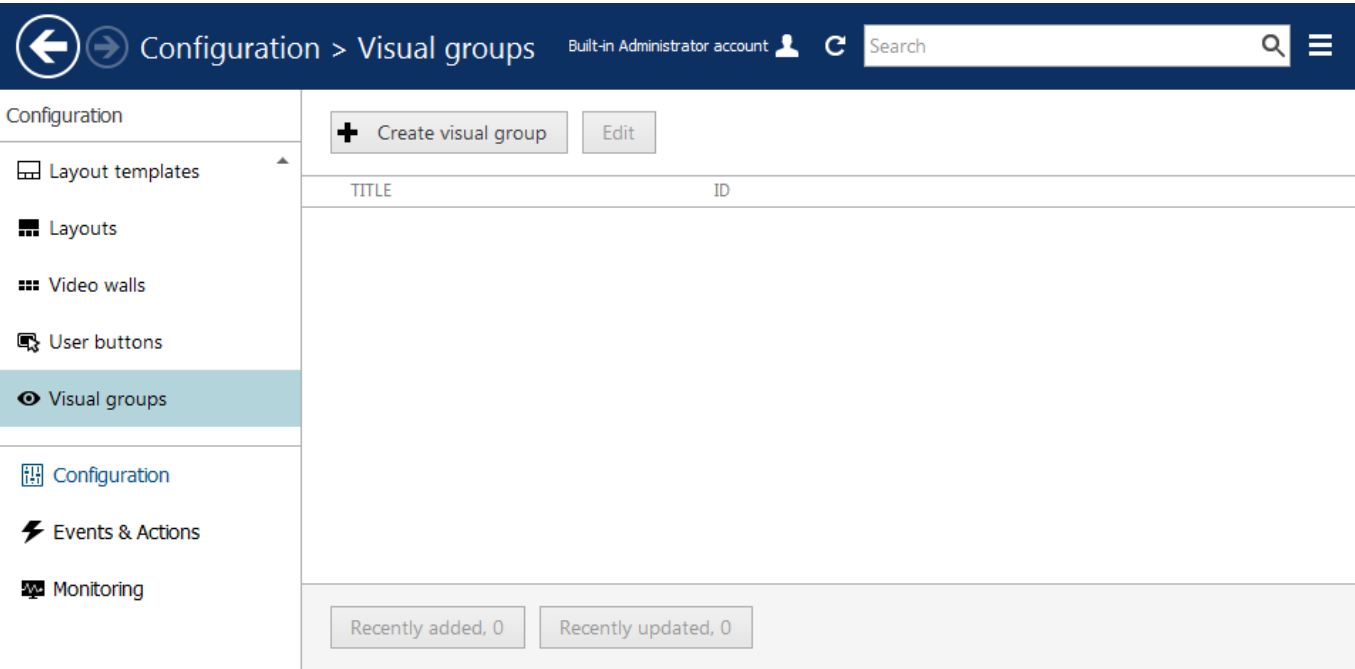 Configuration > Visual groups Built-in Administrator account Search
Configuration
Layout templates
Layouts
Video walls
User buttons
Visual groups
Configuration
Events & Actions
Monitoring
Create visual group Edit
TITLE ID
Recently added, 0 Recently updated, 0